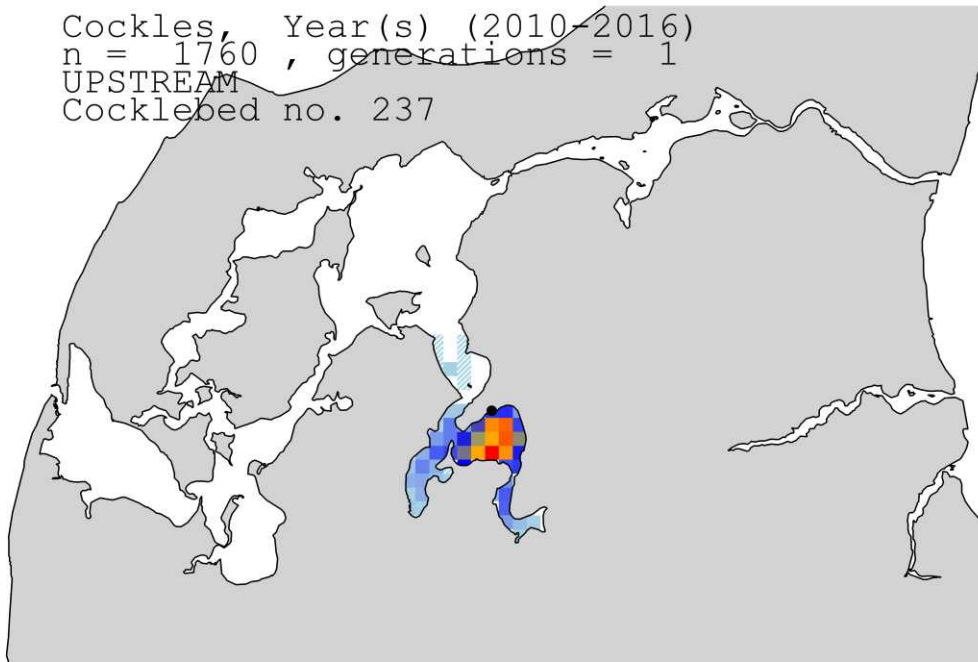 Cockles, Year(s) (2010-2016)
n = 1760 , generations = 1
UPSTREAM
Cocklebed no. 237